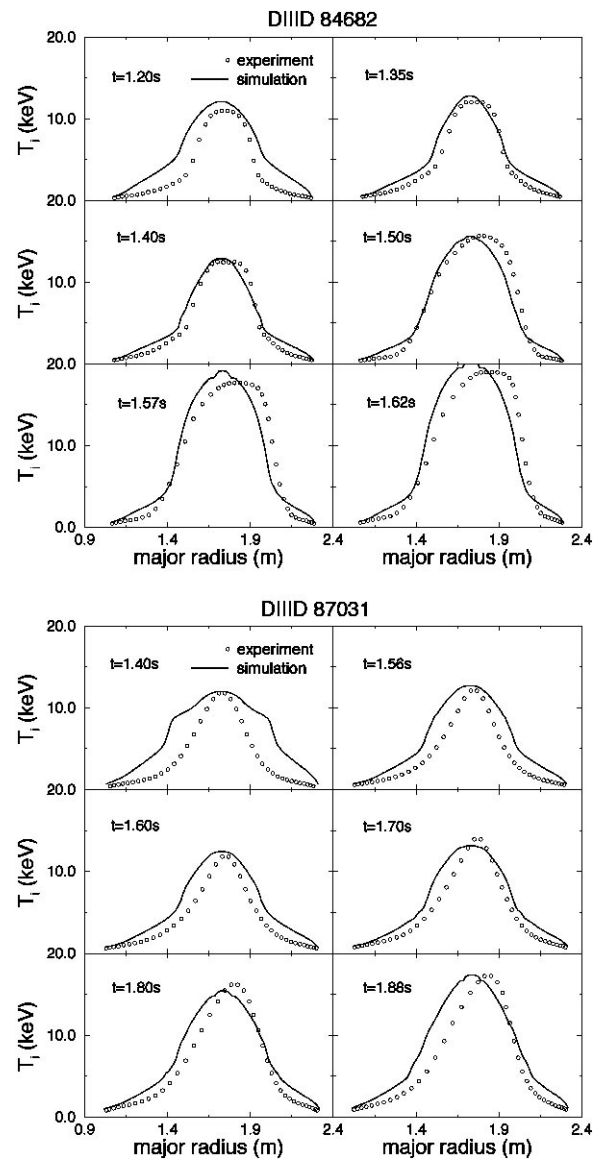 DIIID 84682
20.0
t=1.20s
experiment
simulation
t=1.35s
T_i (keV)
10.0
20.0
t=1.40s
t=1.50s
T_i (keV)
10.0
20.0
t=1.57s
t=1.62s
T_i (keV)
10.0
0.0
0.9 1.4 1.9 2.4 1.4 1.9 2.4
major radius (m) major radius (m)
DIIID 87031
20.0
t=1.40s
experiment
simulation
t=1.56s
T_i (keV)
10.0
20.0
t=1.60s
t=1.70s
T_i (keV)
10.0
20.0
t=1.80s
t=1.88s
T_i (keV)
10.0
0.0
0.9 1.4 1.9 2.4 1.4 1.9 2.4
major radius (m) major radius (m)